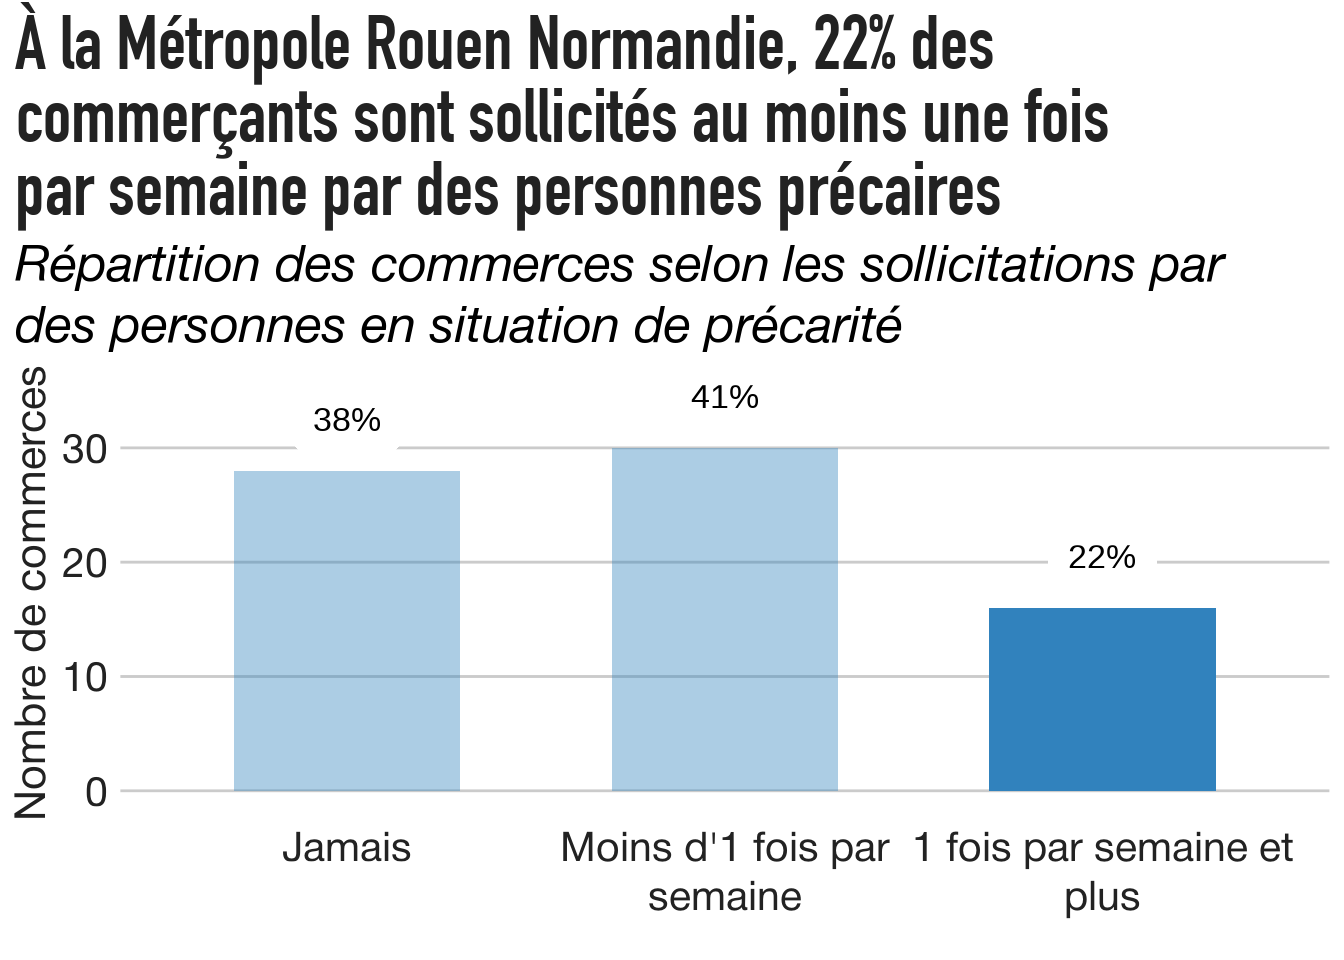 À la Métropole Rouen Normandie, 22% des
commerçants sont sollicités au moins une fois
par semaine par des personnes précaires
Répartition des commerces selon les sollicitations par
des personnes en situation de précarité
Nombre de commerces
30
20
10
0
38%
41%
22%
Jamais
Moins d'1 fois par
semaine
1 fois par semaine et
plus